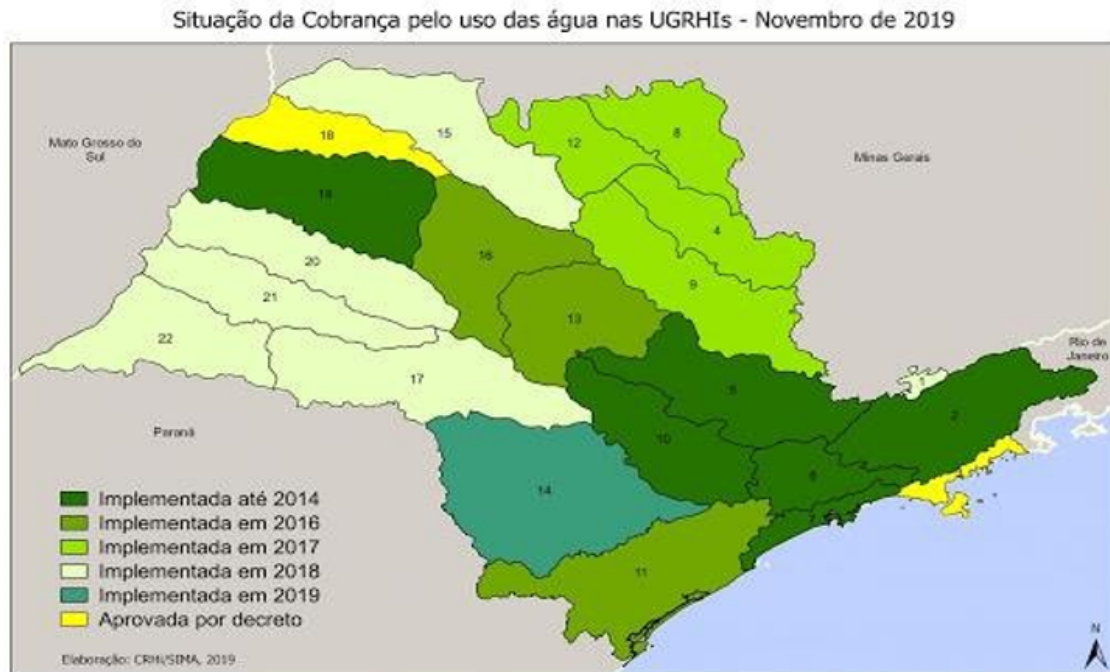 Situação da Cobrança pelo uso das água nas UGRHIs - Novembro de 2019
Mato Grosso do
Sul
18
15
12
8
Minas Gerais
19
4
16
20
9
21
13
22
17
Rio de
Janeiro
1
5
2
Paraná
10
6
14
11
Implementada até 2014
Implementada em 2016
Implementada em 2017
Implementada em 2018
Implementada em 2019
Aprovada por decreto
Elaboração: CRHi/SIMA, 2019
N